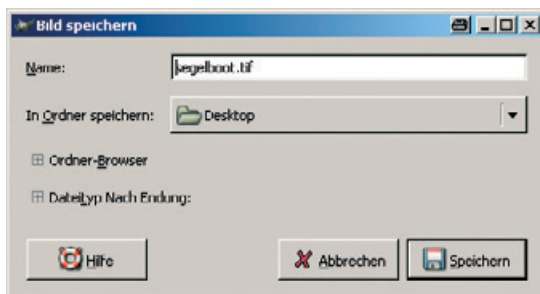 Bild speichern
Name: segelboot.tif
In Ordner speichern: Desktop
Ordner-Browser
Dateityp Nach Endung:
Hilfe Abbrechen Speichern